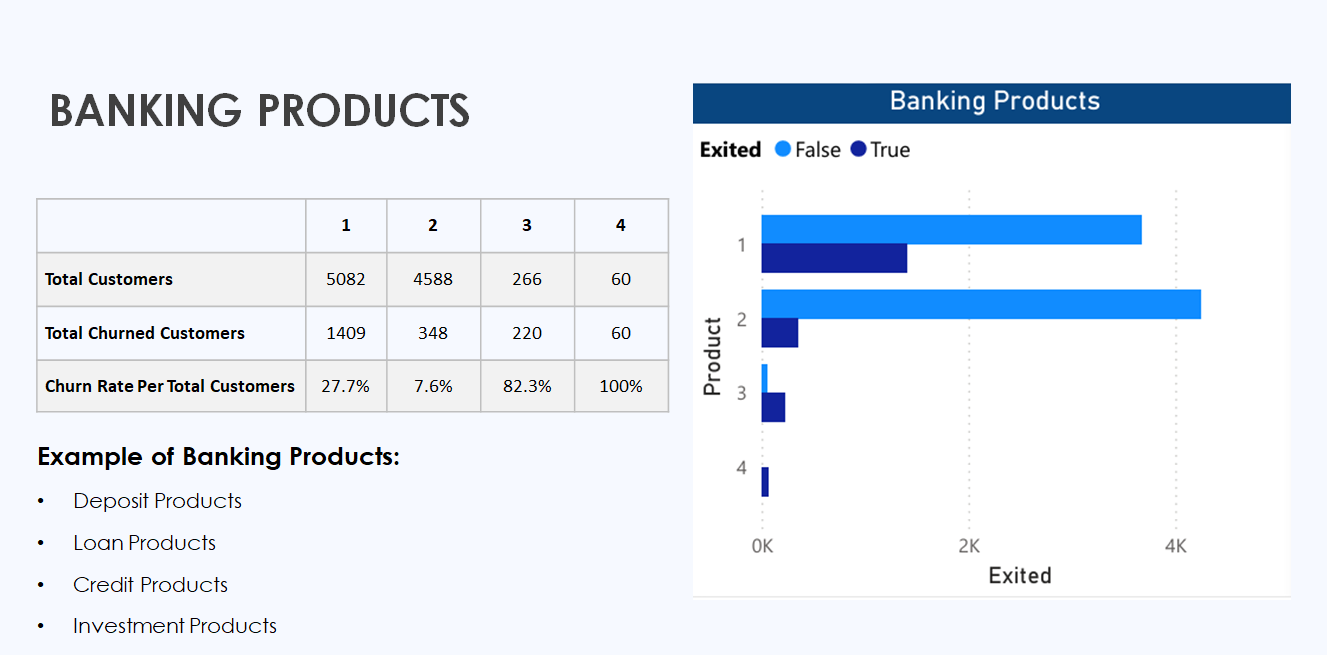 BANKING PRODUCTS
1 2 3 4
Total Customers 5082 4588 266 60
Total Churned Customers 1409 348 220 60
Churn Rate Per Total Customers 27.7% 7.6% 82.3% 100%
Example of Banking Products:
• Deposit Products
• Loan Products
• Credit Products
• Investment Products
Banking Products
Exited False True
Product
1
2
3
4
0K 2K 4K
Exited